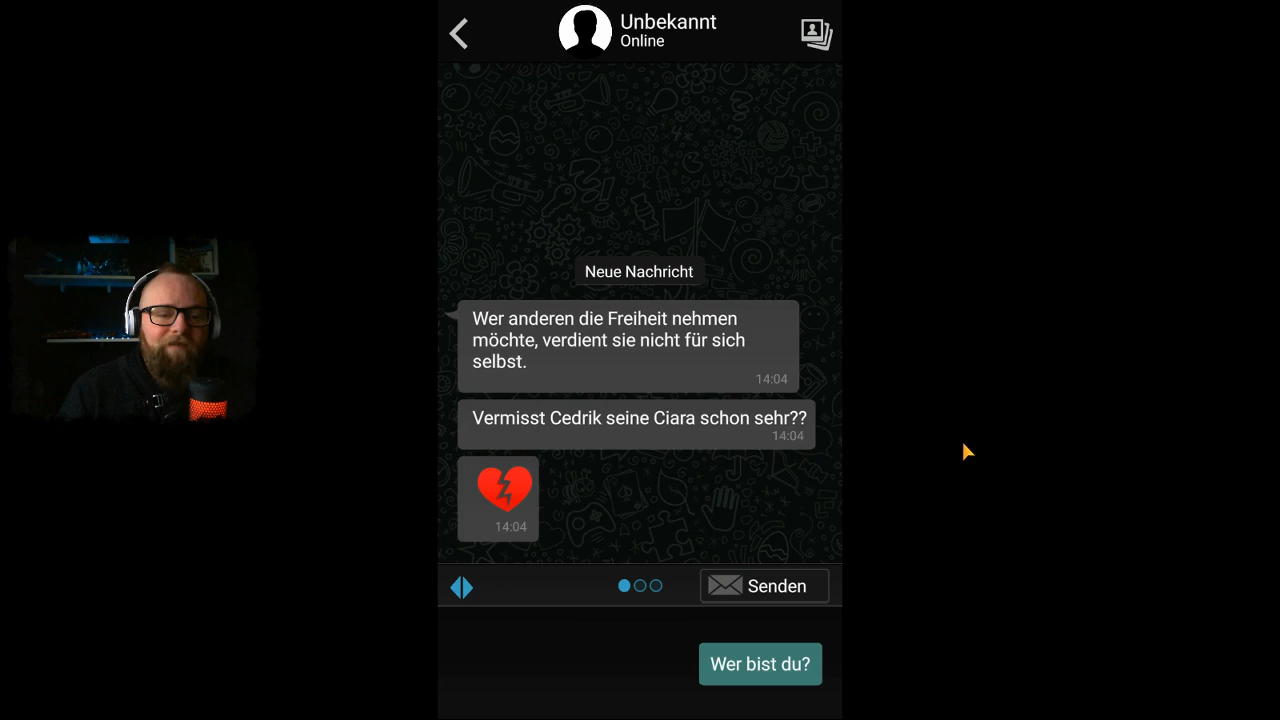 Unbekannt
Online
Neue Nachricht
Wer anderen die Freiheit nehmen
möchte, verdient sie nicht für sich
selbst.
14:04
Vermisst Cedrik seine Ciara schon sehr??
14:04
14:04
Senden
Wer bist du?